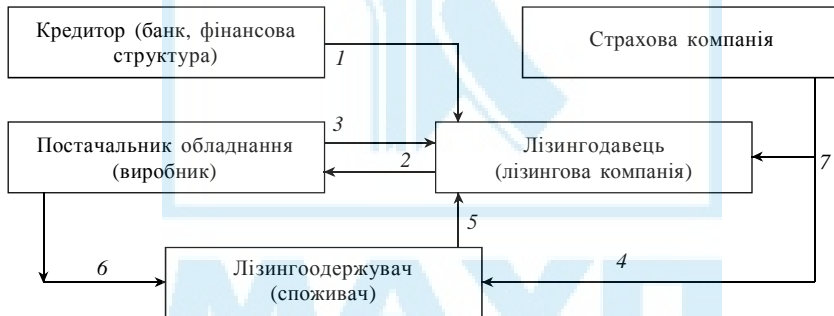 Кредитор (банк, фінансова
структура)
1
Страхова компанія
Постачальник обладнання
(виробник)
3
2
Лізингодавець
(лізингова компанія)
7
5
6
Лізингоодержувач
(споживач)
4
МАУП